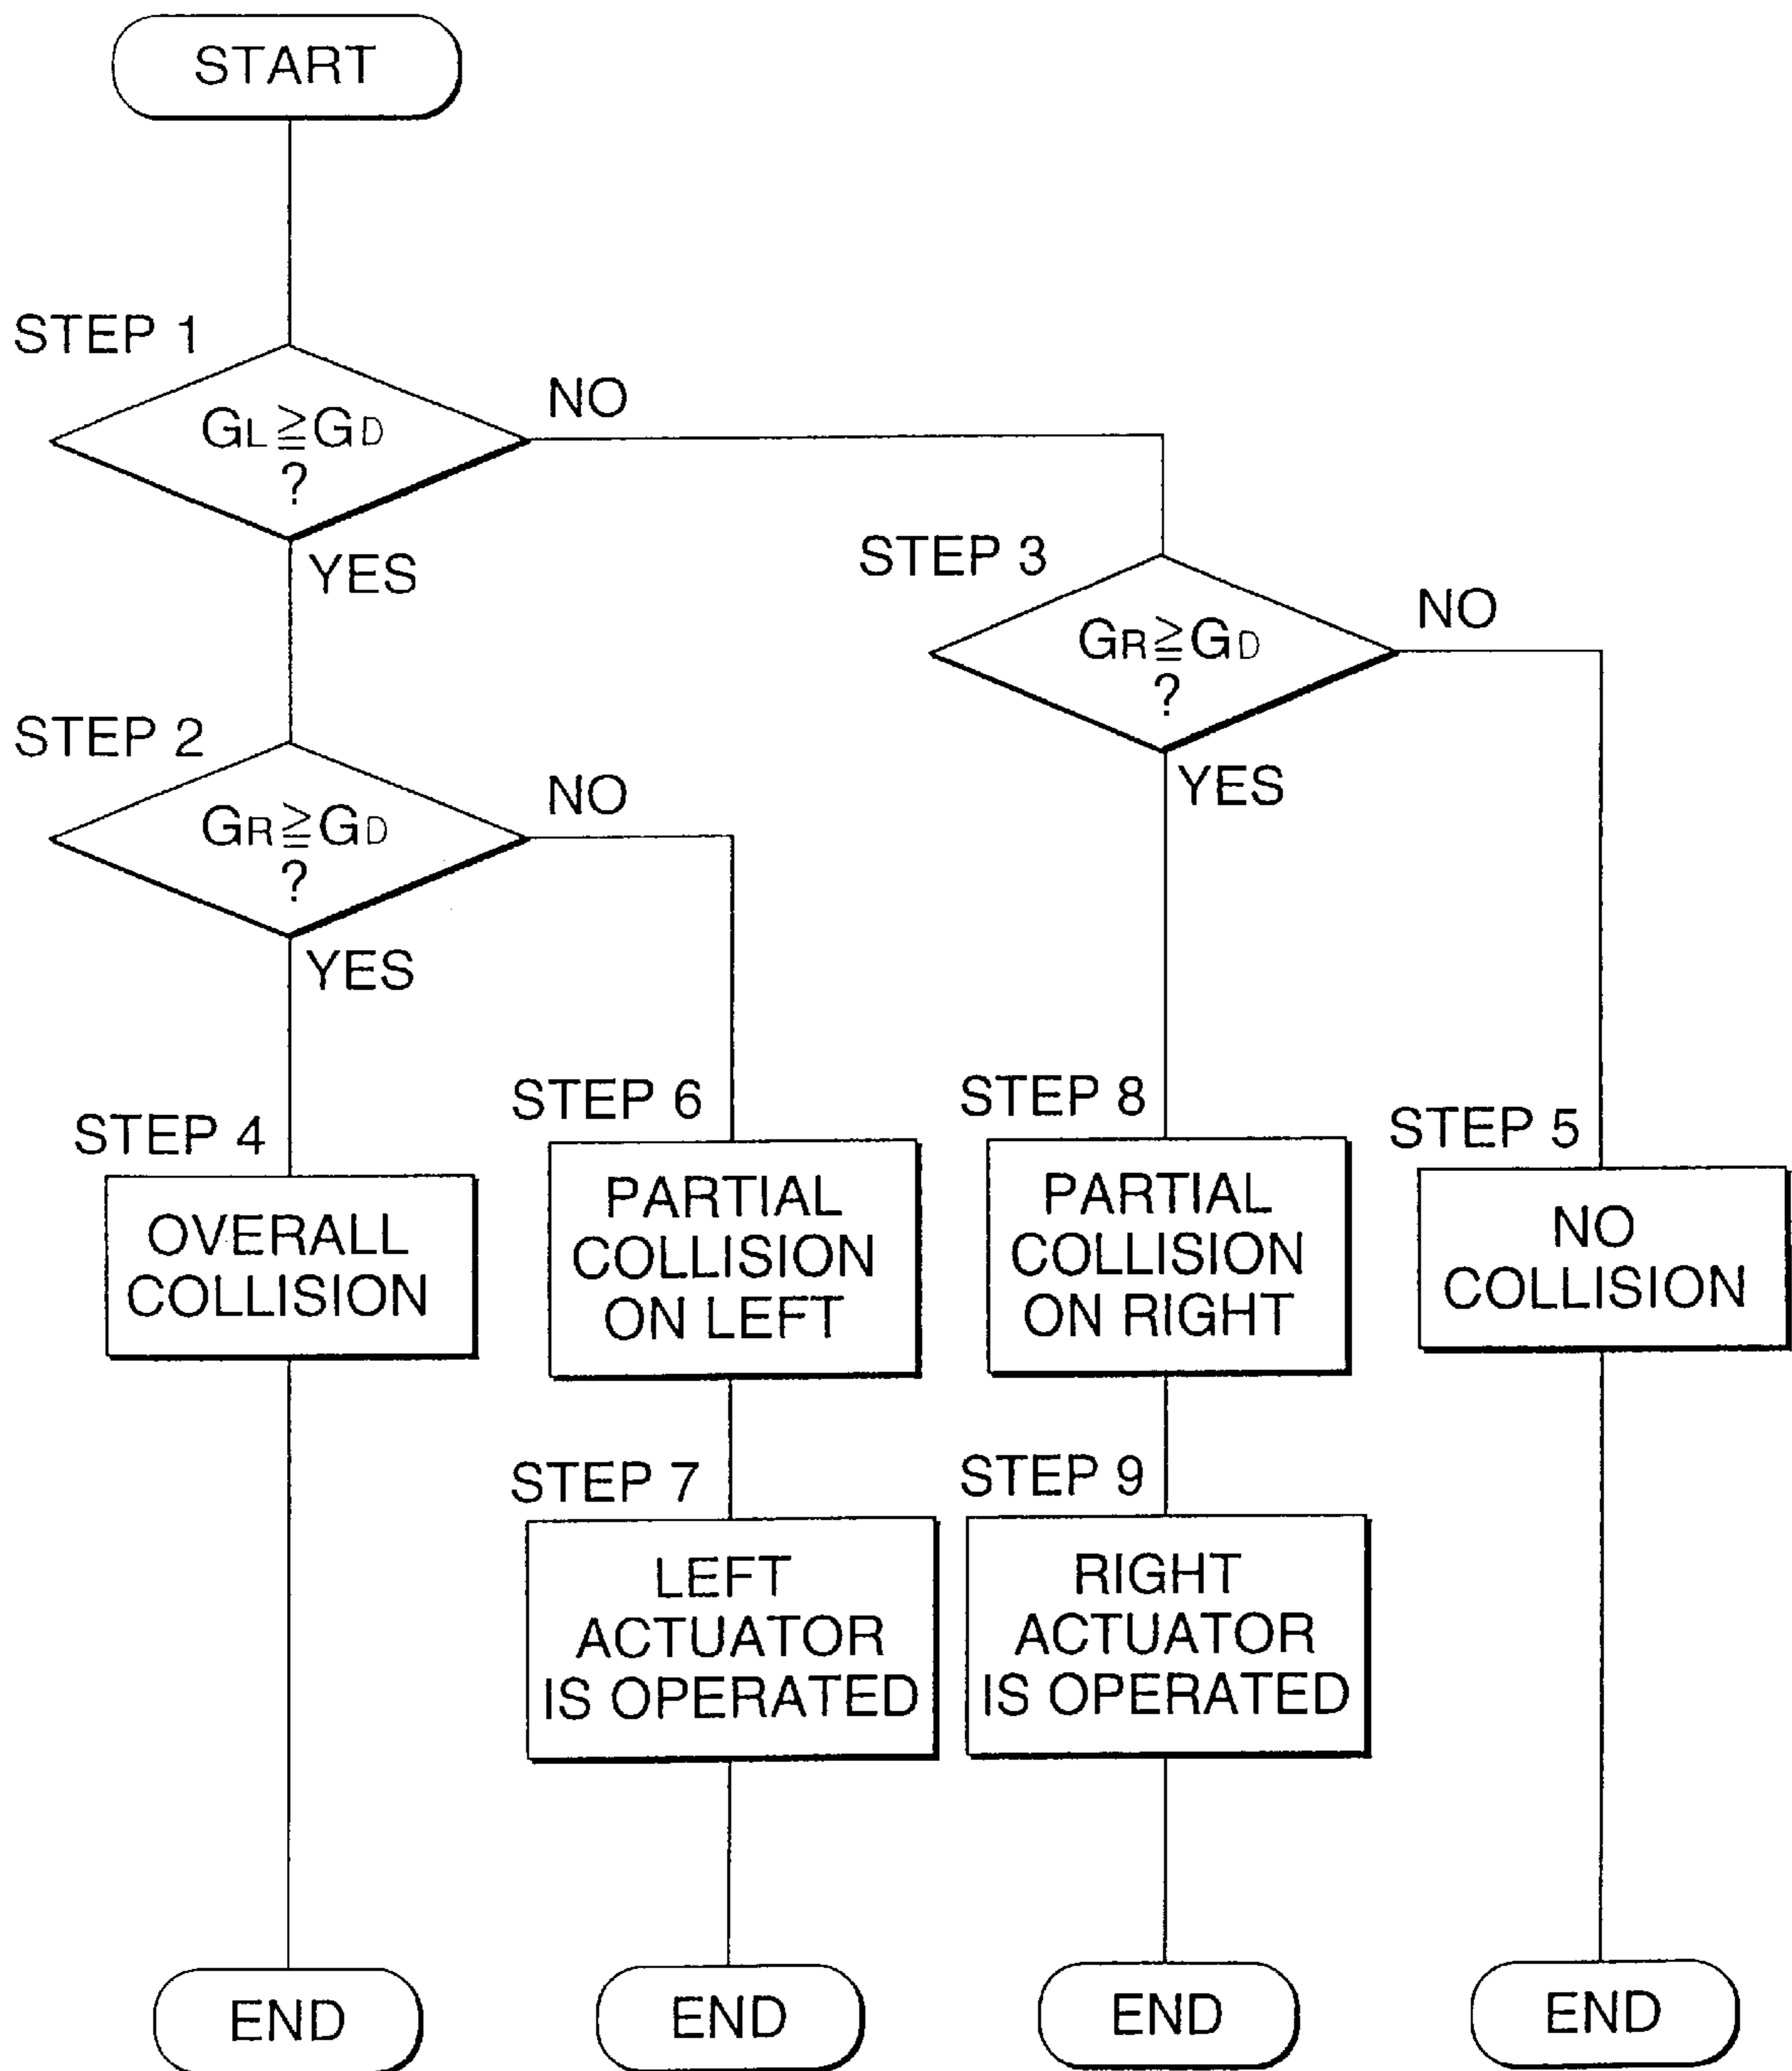 START
STEP 1
GL≧GD
?
NO
YES
STEP 2
GR≧GD
?
NO
YES
STEP 3
GR≧GD
?
NO
YES
STEP 4
OVERALL
COLLISION
END
STEP 6
PARTIAL
COLLISION
ON LEFT
STEP 7
LEFT
ACTUATOR
IS OPERATED
END
STEP 8
PARTIAL
COLLISION
ON RIGHT
STEP 9
RIGHT
ACTUATOR
IS OPERATED
END
STEP 5
NO
COLLISION
END